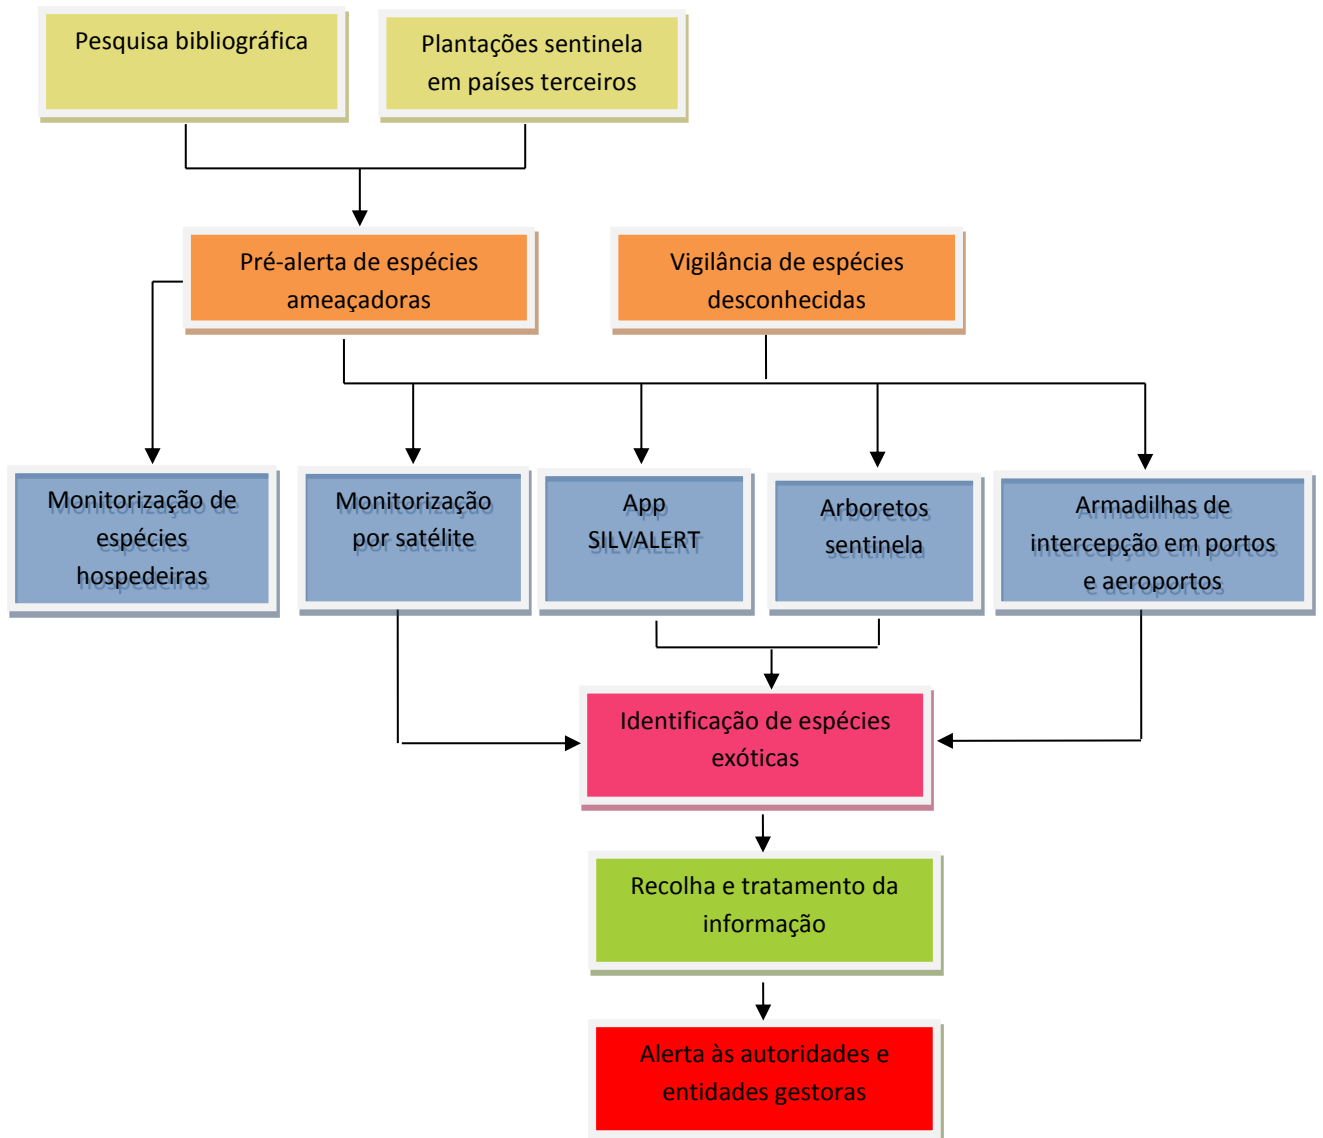 Pesquisa bibliográfica
Plantações sentinela
em países terceiros
Pré-alerta de espécies
ameaçadoras
Vigilância de espécies
desconhecidas
Monitorização de
espécies
hospedeiras
Monitorização
por satélite
App
SILVALERT
Arboretos
sentinela
Armadilhas de
intercepção em portos
e aeroportos
Identificação de espécies
exóticas
Recolha e tratamento da
informação
Alerta às autoridades e
entidades gestoras